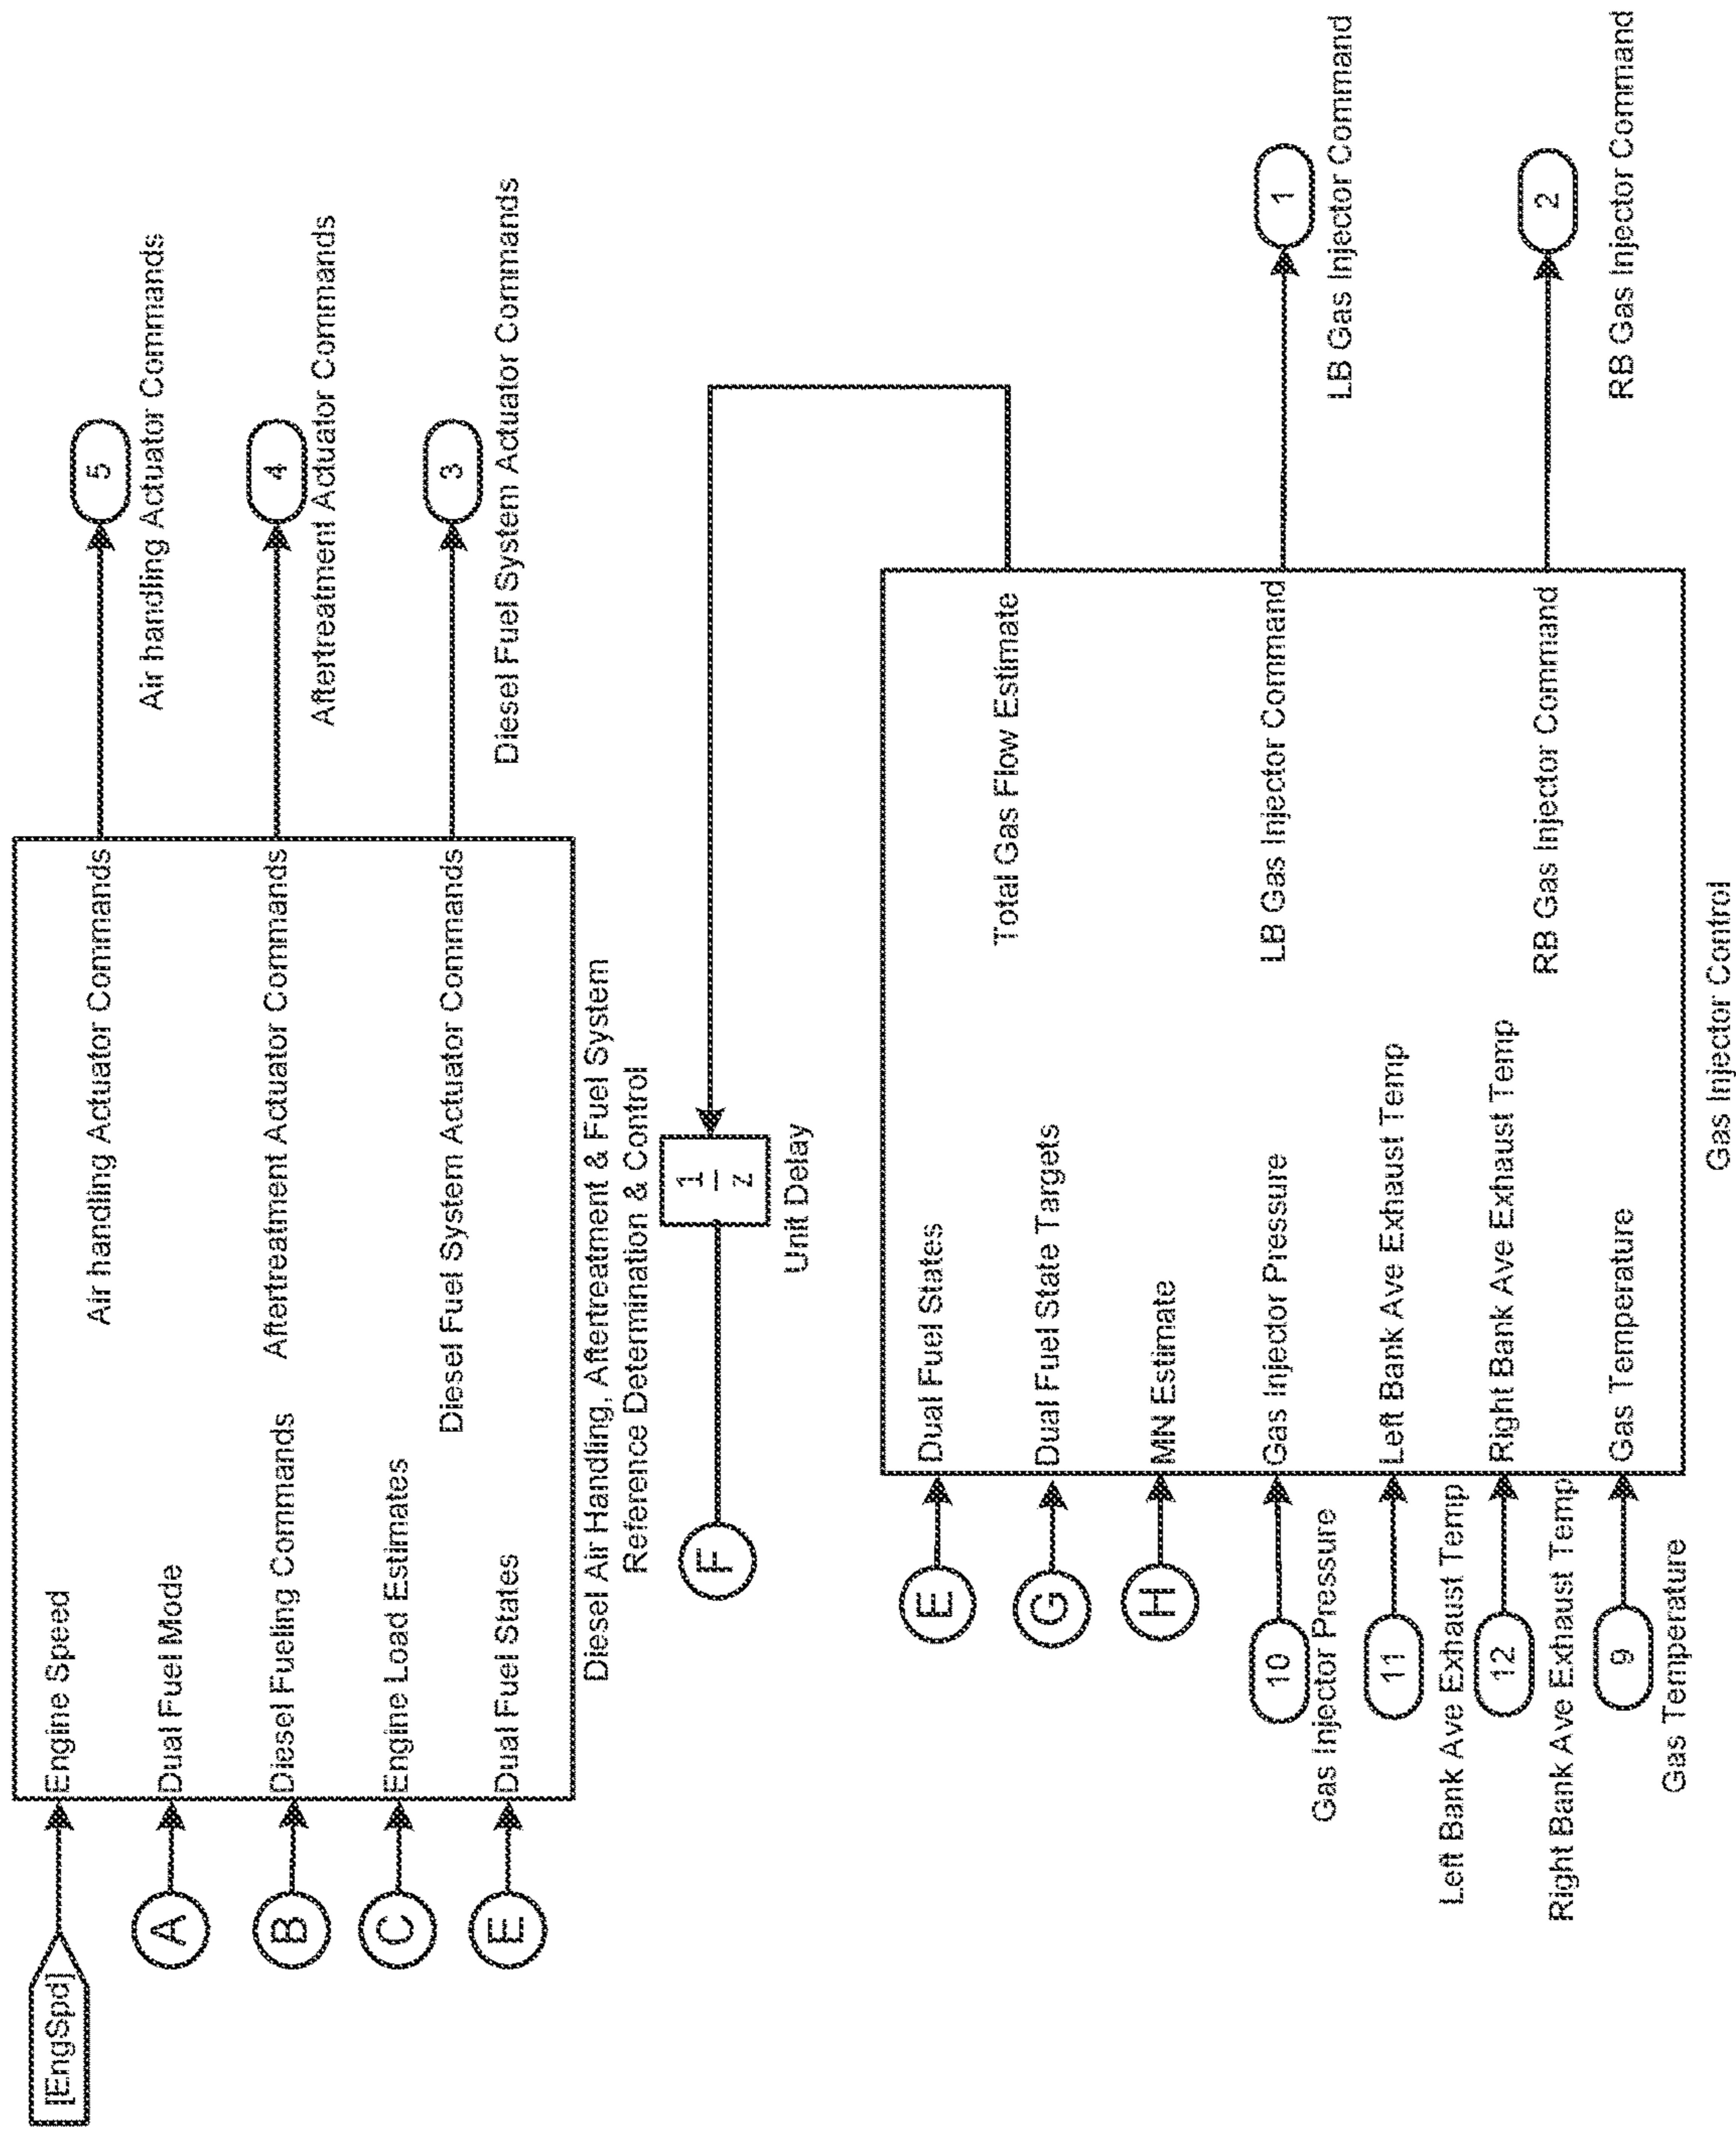 [EngSpd]
Engine Speed
A
Dual Fuel Mode
B
Diesel Fueling Commands
C
Engine Load Estimates
E
Dual Fuel States
Air handling Actuator Commands
Aftertreatment Actuator Commands
Diesel Fuel System Actuator Commands
5
Air handling Actuator Commands
4
Aftertreatment Actuator Commands
3
Diesel Fuel System Actuator Commands
Diesel Air Handling, Aftertreatment & Fuel System
Reference Determination & Control
F
1
z
Unit Delay
E
Dual Fuel States
G
Dual Fuel State Targets
H
MN Estimate
10
Gas Injector Pressure
Gas Injector Pressure
11
Left Bank Ave Exhaust Temp
Left Bank Ave Exhaust Temp
12
Right Bank Ave Exhaust Temp
Right Bank Ave Exhaust Temp
9
Gas Temperature
Gas Temperature
Total Gas Flow Estimate
LB Gas Injector Command
RB Gas Injector Command
1
LB Gas Injector Command
2
RB Gas Injector Command
Gas Injector Control